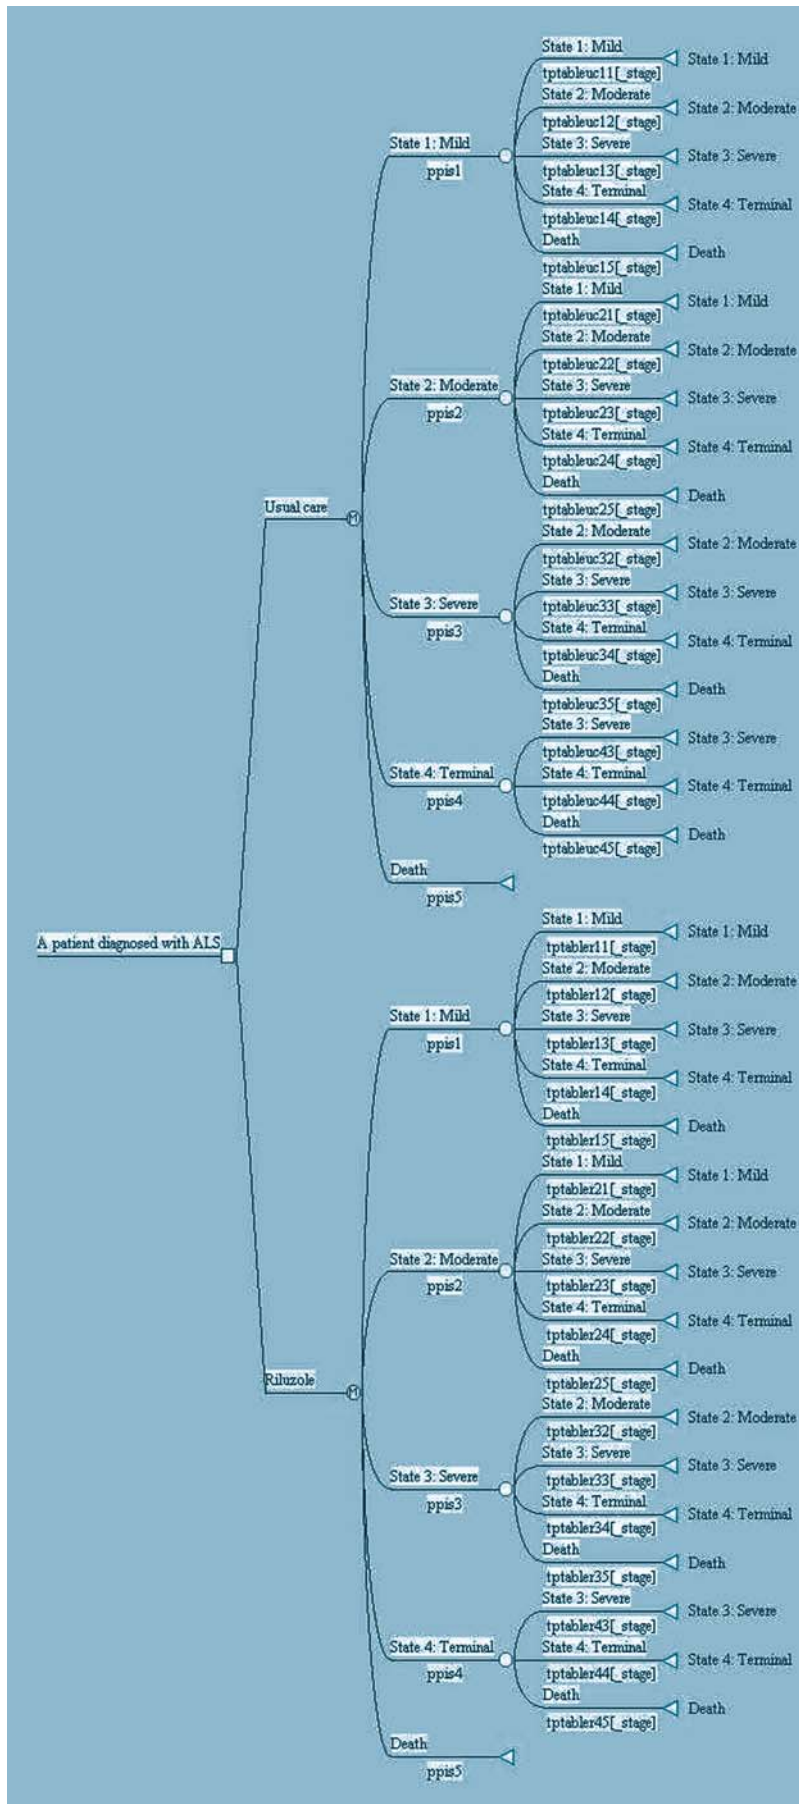 State 1: Mild
tptableuc11[_stage]
State 1: Mild
State 2: Moderate
tptableuc12[_stage]
State 2: Moderate
State 1: Mild
ppis1
State 3: Severe
tptableuc13[_stage]
State 3: Severe
State 4: Terminal
tptableuc14[_stage]
State 4: Terminal
Death
tptableuc15[_stage]
Death
State 1: Mild
tptableuc21[_stage]
State 1: Mild
State 2: Moderate
tptableuc22[_stage]
State 2: Moderate
State 2: Moderate
ppis2
State 3: Severe
tptableuc23[_stage]
State 3: Severe
State 4: Terminal
tptableuc24[_stage]
State 4: Terminal
Death
tptableuc25[_stage]
Death
Usual care
State 2: Moderate
tptableuc32[_stage]
State 2: Moderate
State 3: Severe
tptableuc33[_stage]
State 3: Severe
State 3: Severe
ppis3
State 4: Terminal
tptableuc34[_stage]
State 4: Terminal
Death
tptableuc35[_stage]
Death
State 3: Severe
tptableuc43[_stage]
State 3: Severe
State 4: Terminal
ppis4
State 4: Terminal
tptableuc44[_stage]
State 4: Terminal
Death
tptableuc45[_stage]
Death
Death
ppis5
A patient diagnosed with ALS
State 1: Mild
tptabler11[_stage]
State 1: Mild
State 2: Moderate
tptabler12[_stage]
State 2: Moderate
State 1: Mild
ppis1
State 3: Severe
tptabler13[_stage]
State 3: Severe
State 4: Terminal
tptabler14[_stage]
State 4: Terminal
Death
tptabler15[_stage]
Death
State 1: Mild
tptabler21[_stage]
State 1: Mild
State 2: Moderate
tptabler22[_stage]
State 2: Moderate
State 2: Moderate
ppis2
State 3: Severe
tptabler23[_stage]
State 3: Severe
State 4: Terminal
tptabler24[_stage]
State 4: Terminal
Death
tptabler25[_stage]
Death
Riluzole
State 2: Moderate
tptabler32[_stage]
State 2: Moderate
State 3: Severe
tptabler33[_stage]
State 3: Severe
State 3: Severe
ppis3
State 4: Terminal
tptabler34[_stage]
State 4: Terminal
Death
tptabler35[_stage]
Death
State 3: Severe
tptabler43[_stage]
State 3: Severe
State 4: Terminal
ppis4
State 4: Terminal
tptabler44[_stage]
State 4: Terminal
Death
tptabler45[_stage]
Death
Death
ppis5
M
M